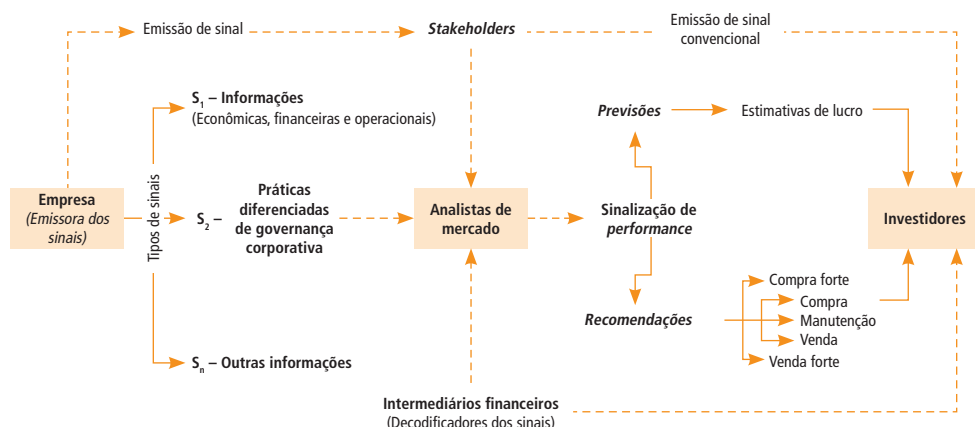 Emissão de sinal
Stakeholders
Emissão de sinal
convencional
S1 – Informações
(Econômicas, financeiras e operacionais)
Previsões
Estimativas de lucro
Empresa
(Emissora dos
sinais)
Tipos de sinais
S2 –
Práticas
diferenciadas
de governança
corporativa
Analistas de
mercado
Sinalização de
performance
Investidores
Recomendações
Compra forte
Compra
Manutenção
Venda
Venda forte
Sn – Outras informações
Intermediários financeiros
(Decodificadores dos sinais)